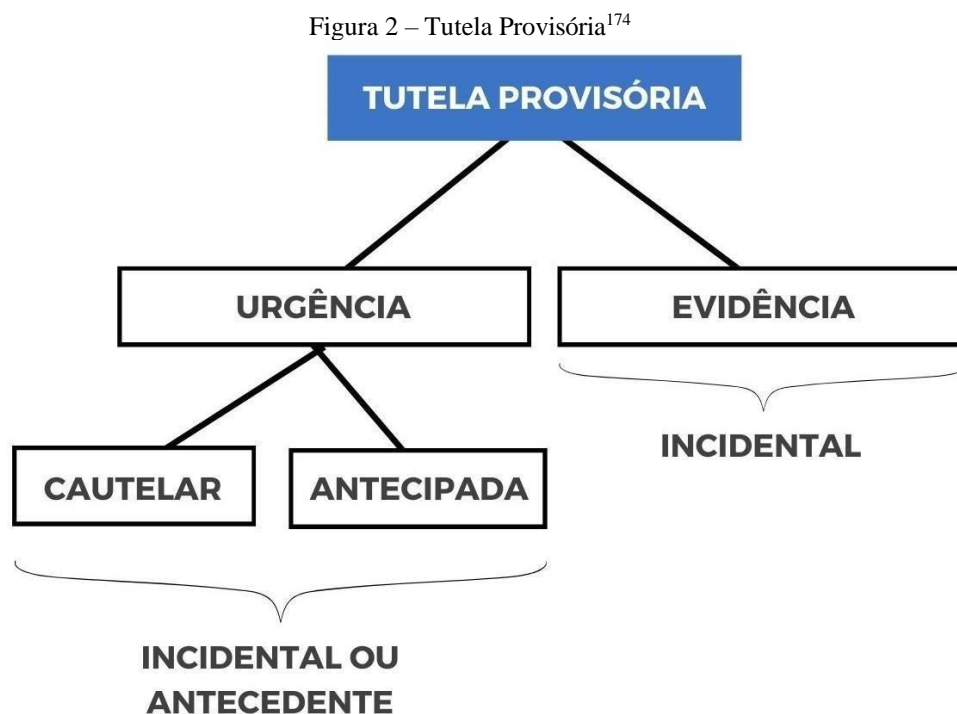 Figura 2 – Tutela Provisória174
TUTELA PROVISÓRIA
URGÊNCIA
EVIDÊNCIA
INCIDENTAL
CAUTELAR
ANTECIPADA
INCIDENTAL OU
ANTECEDENTE